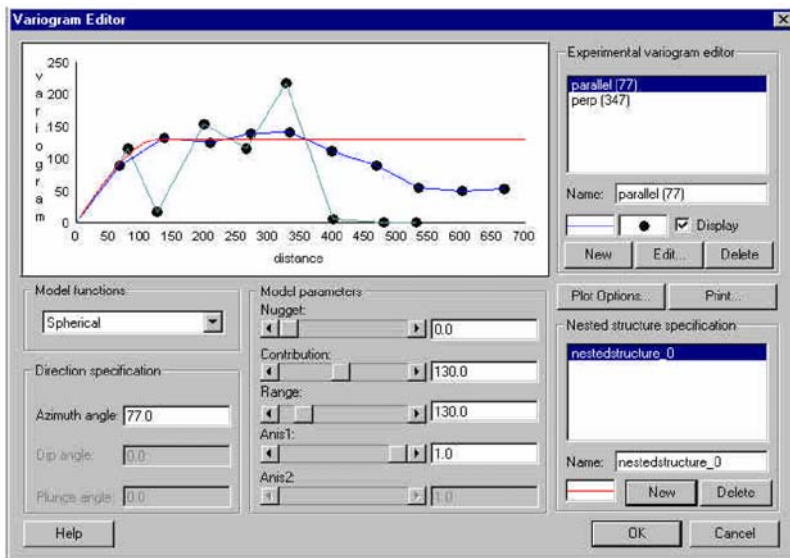 Variogram Editor
variogram
250
200
150
100
50
0
0 50 100 150 200 250 300 350 400 450 500 550 600 650 700
distance
Experimental variogram editor
parallel (77)
perp (347)
Name: parallel (77)
Display
New Edit... Delete
Plot Options... Print...
Model functions
Spherical
Direction specification
Azimuth angle: 77.0
Dip angle: 0.0
Plunge angle: 0.0
Model parameters
Nugget:
0.0
Contribution:
130.0
Range:
130.0
Anis1:
1.0
Anis2:
1.0
Nested structure specification
nestedstructure_0
Name: nestedstructure_0
New Delete
Help
OK Cancel